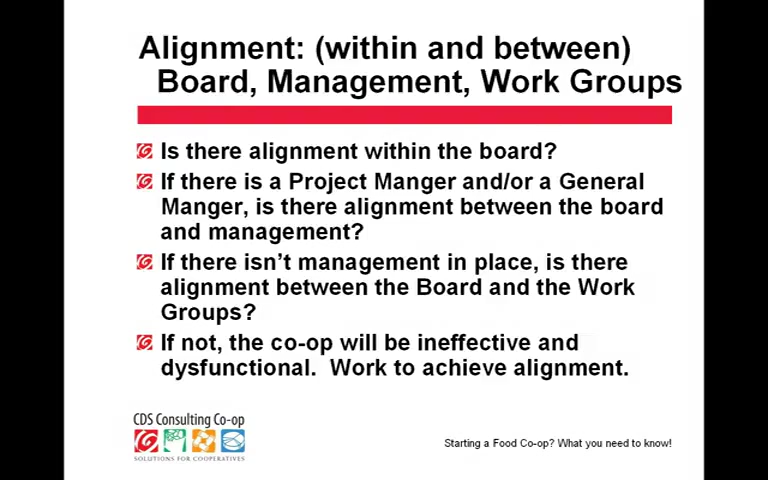 Alignment: (within and between)
Board, Management, Work Groups
Is there alignment within the board?
If there is a Project Manger and/or a General
Manger, is there alignment between the board
and management?
If there isn't management in place, is there
alignment between the Board and the Work
Groups?
If not, the co-op will be ineffective and
dysfunctional.  Work to achieve alignment.
CDS Consulting Co-op
SOLUTIONS FOR COOPERATIVES
Starting a Food Co-op? What you need to know!